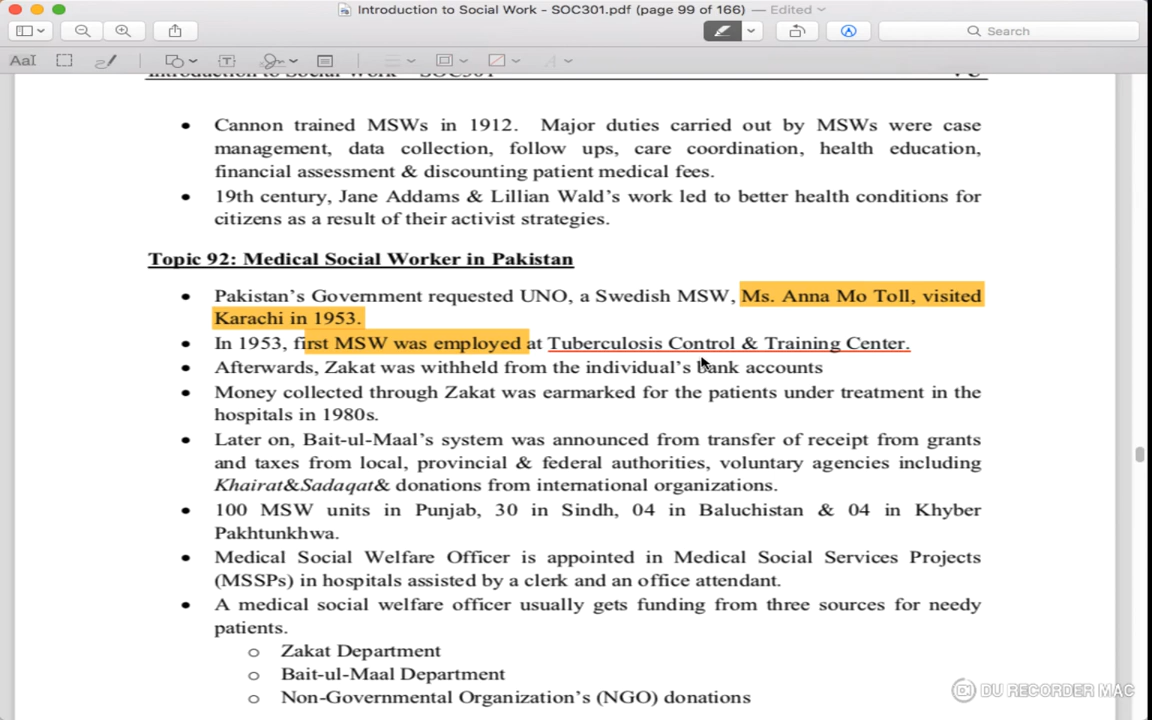 Introduction to Social Work - SOC301.pdf (page 99 of 166) — Edited
Search
AaI
T
A
Introduction to Social Work – SOC301 VU
• Cannon trained MSWs in 1912. Major duties carried out by MSWs were case
management, data collection, follow ups, care coordination, health education,
financial assessment & discounting patient medical fees.
• 19th century, Jane Addams & Lillian Wald's work led to better health conditions for
citizens as a result of their activist strategies.
Topic 92: Medical Social Worker in Pakistan
• Pakistan's Government requested UNO, a Swedish MSW, Ms. Anna Mo Toll, visited
Karachi in 1953.
• In 1953, first MSW was employed at Tuberculosis Control & Training Center.
• Afterwards, Zakat was withheld from the individual's bank accounts
• Money collected through Zakat was earmarked for the patients under treatment in the
hospitals in 1980s.
• Later on, Bait-ul-Maal's system was announced from transfer of receipt from grants
and taxes from local, provincial & federal authorities, voluntary agencies including
Khairat&Sadaqat& donations from international organizations.
• 100 MSW units in Punjab, 30 in Sindh, 04 in Baluchistan & 04 in Khyber
Pakhtunkhwa.
• Medical Social Welfare Officer is appointed in Medical Social Services Projects
(MSSPs) in hospitals assisted by a clerk and an office attendant.
• A medical social welfare officer usually gets funding from three sources for needy
patients.
o Zakat Department
o Bait-ul-Maal Department
o Non-Governmental Organization's (NGO) donations
DU RECORDER MAC